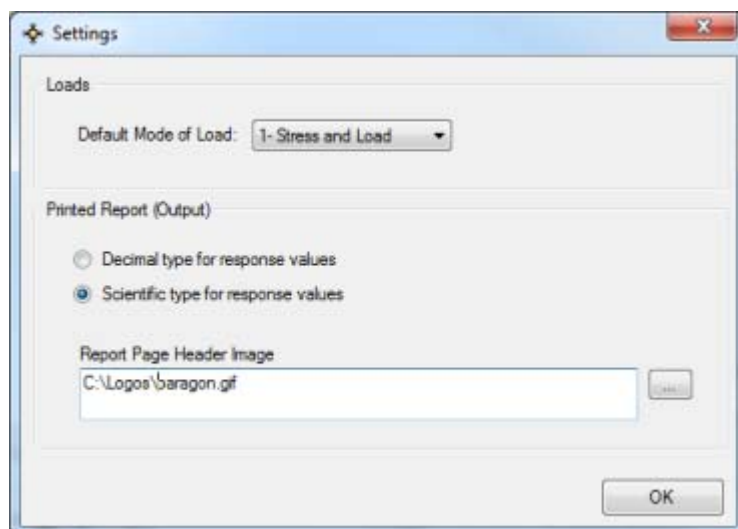 Settings
Loads
Default Mode of Load: 1- Stress and Load
Printed Report (Output)
Decimal type for response values
Scientific type for response values
Report Page Header Image
C:\Logos\paragon.gif
...
OK